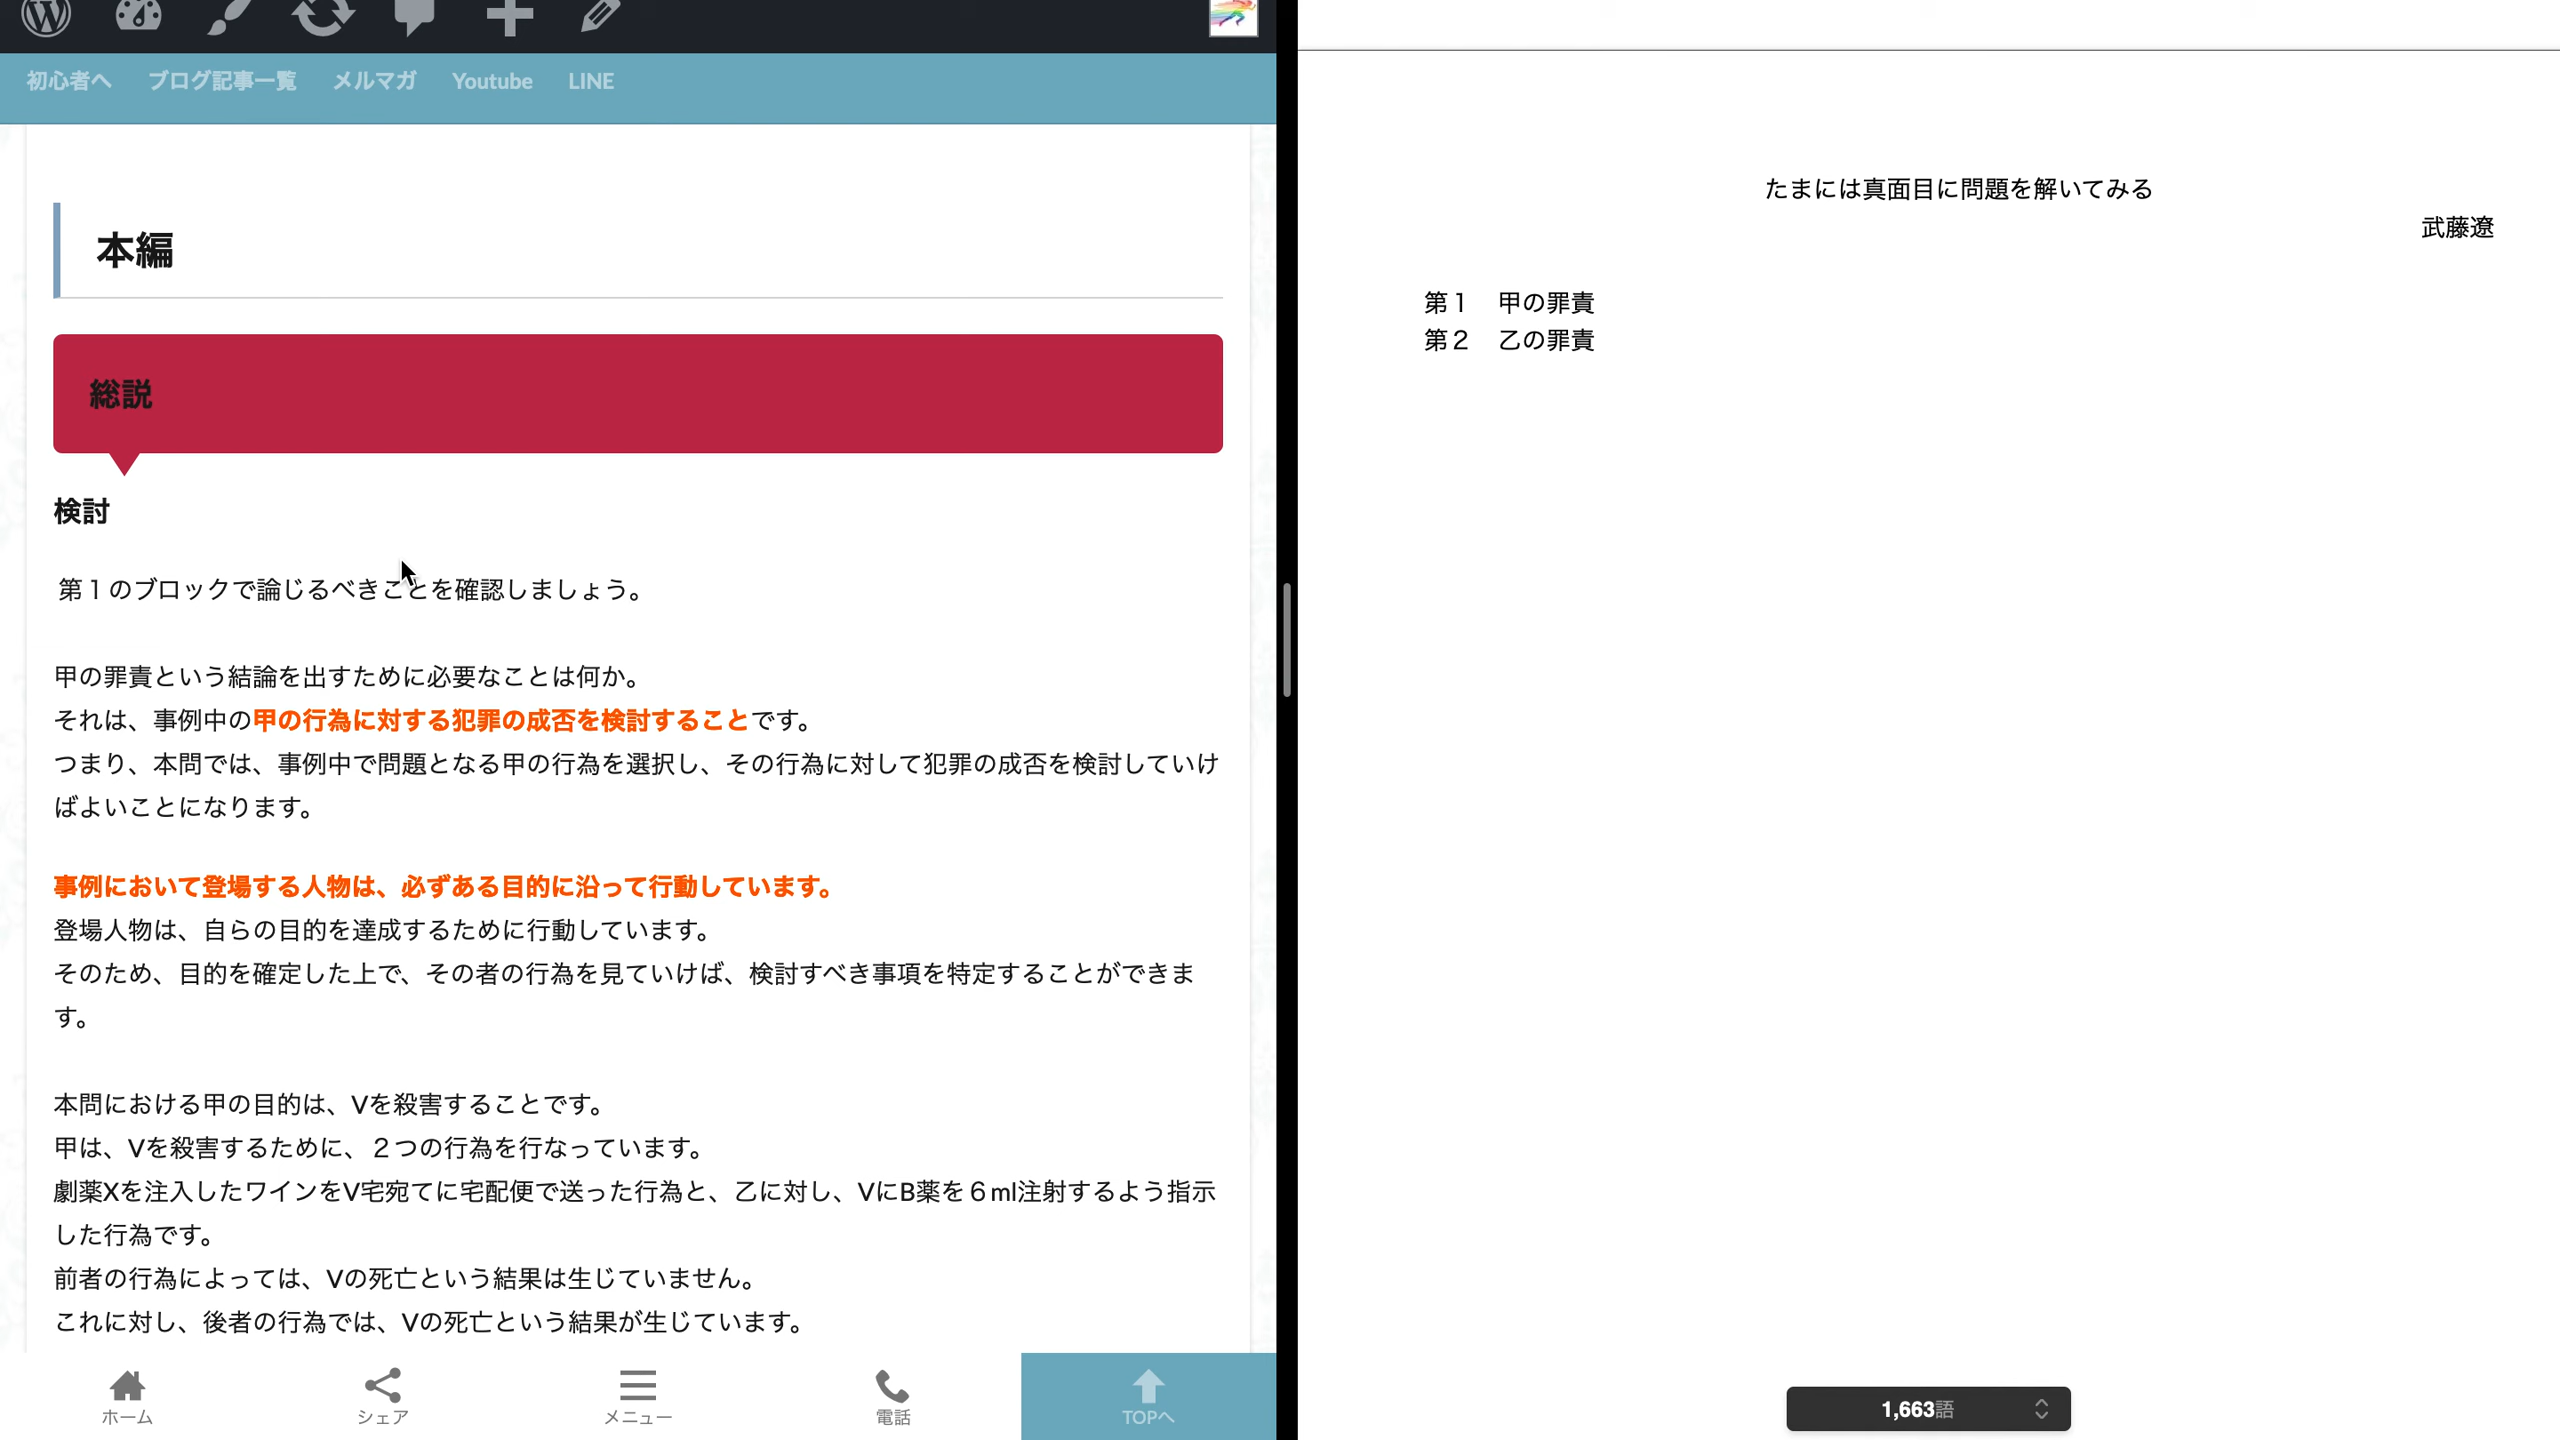 初心者へ ブログ記事一覧 メルマガ Youtube LINE
本編
総説
検討
第１のブロックで論じるべきことを確認しましょう。
甲の罪責という結論を出すために必要なことは何か。
それは、事例中の甲の行為に対する犯罪の成否を検討することです。
つまり、本問では、事例中で問題となる甲の行為を選択し、その行為に対して犯罪の成否を検討していけ
ばよいことになります。
事例において登場する人物は、必ずある目的に沿って行動しています。
登場人物は、自らの目的を達成するために行動しています。
そのため、目的を確定した上で、その者の行為を見ていけば、検討すべき事項を特定することができま
す。
本問における甲の目的は、Vを殺害することです。
甲は、Vを殺害するために、２つの行為を行なっています。
劇薬Xを注入したワインをV宅宛てに宅配便で送った行為と、乙に対し、VにB薬を６ml注射するよう指示
した行為です。
前者の行為によっては、Vの死亡という結果は生じていません。
これに対し、後者の行為では、Vの死亡という結果が生じています。
ホーム シェア メニュー 電話 TOPへ
たまには真面目に問題を解いてみる
武藤遼
第１　甲の罪責
第２　乙の罪責
1,663語